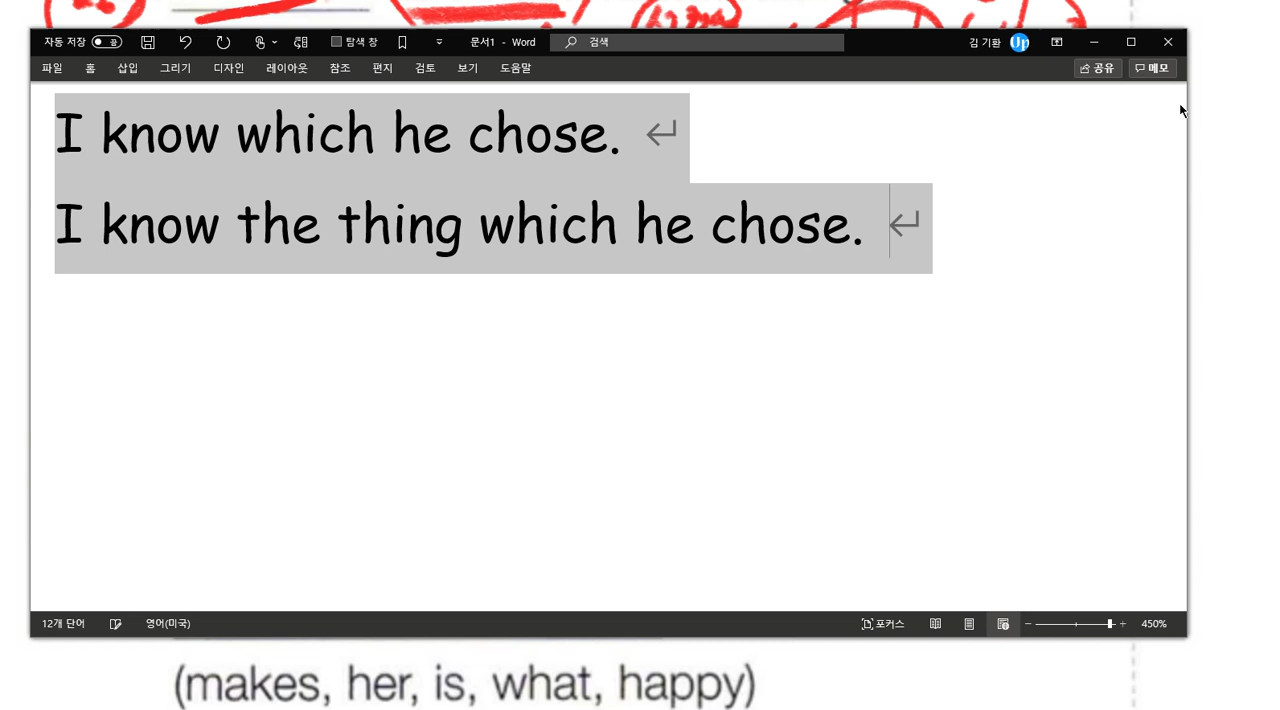 자동 저장 끔 탐색 창 문서1 - Word 검색 김 기환 Up
파일 홈 삽입 그리기 디자인 레이아웃 참조 편지 검토 보기 도움말 공유 메모
I know which he chose.
I know the thing which he chose.
12개 단어 영어(미국) 포커스 450%
(makes, her, is, what, happy)